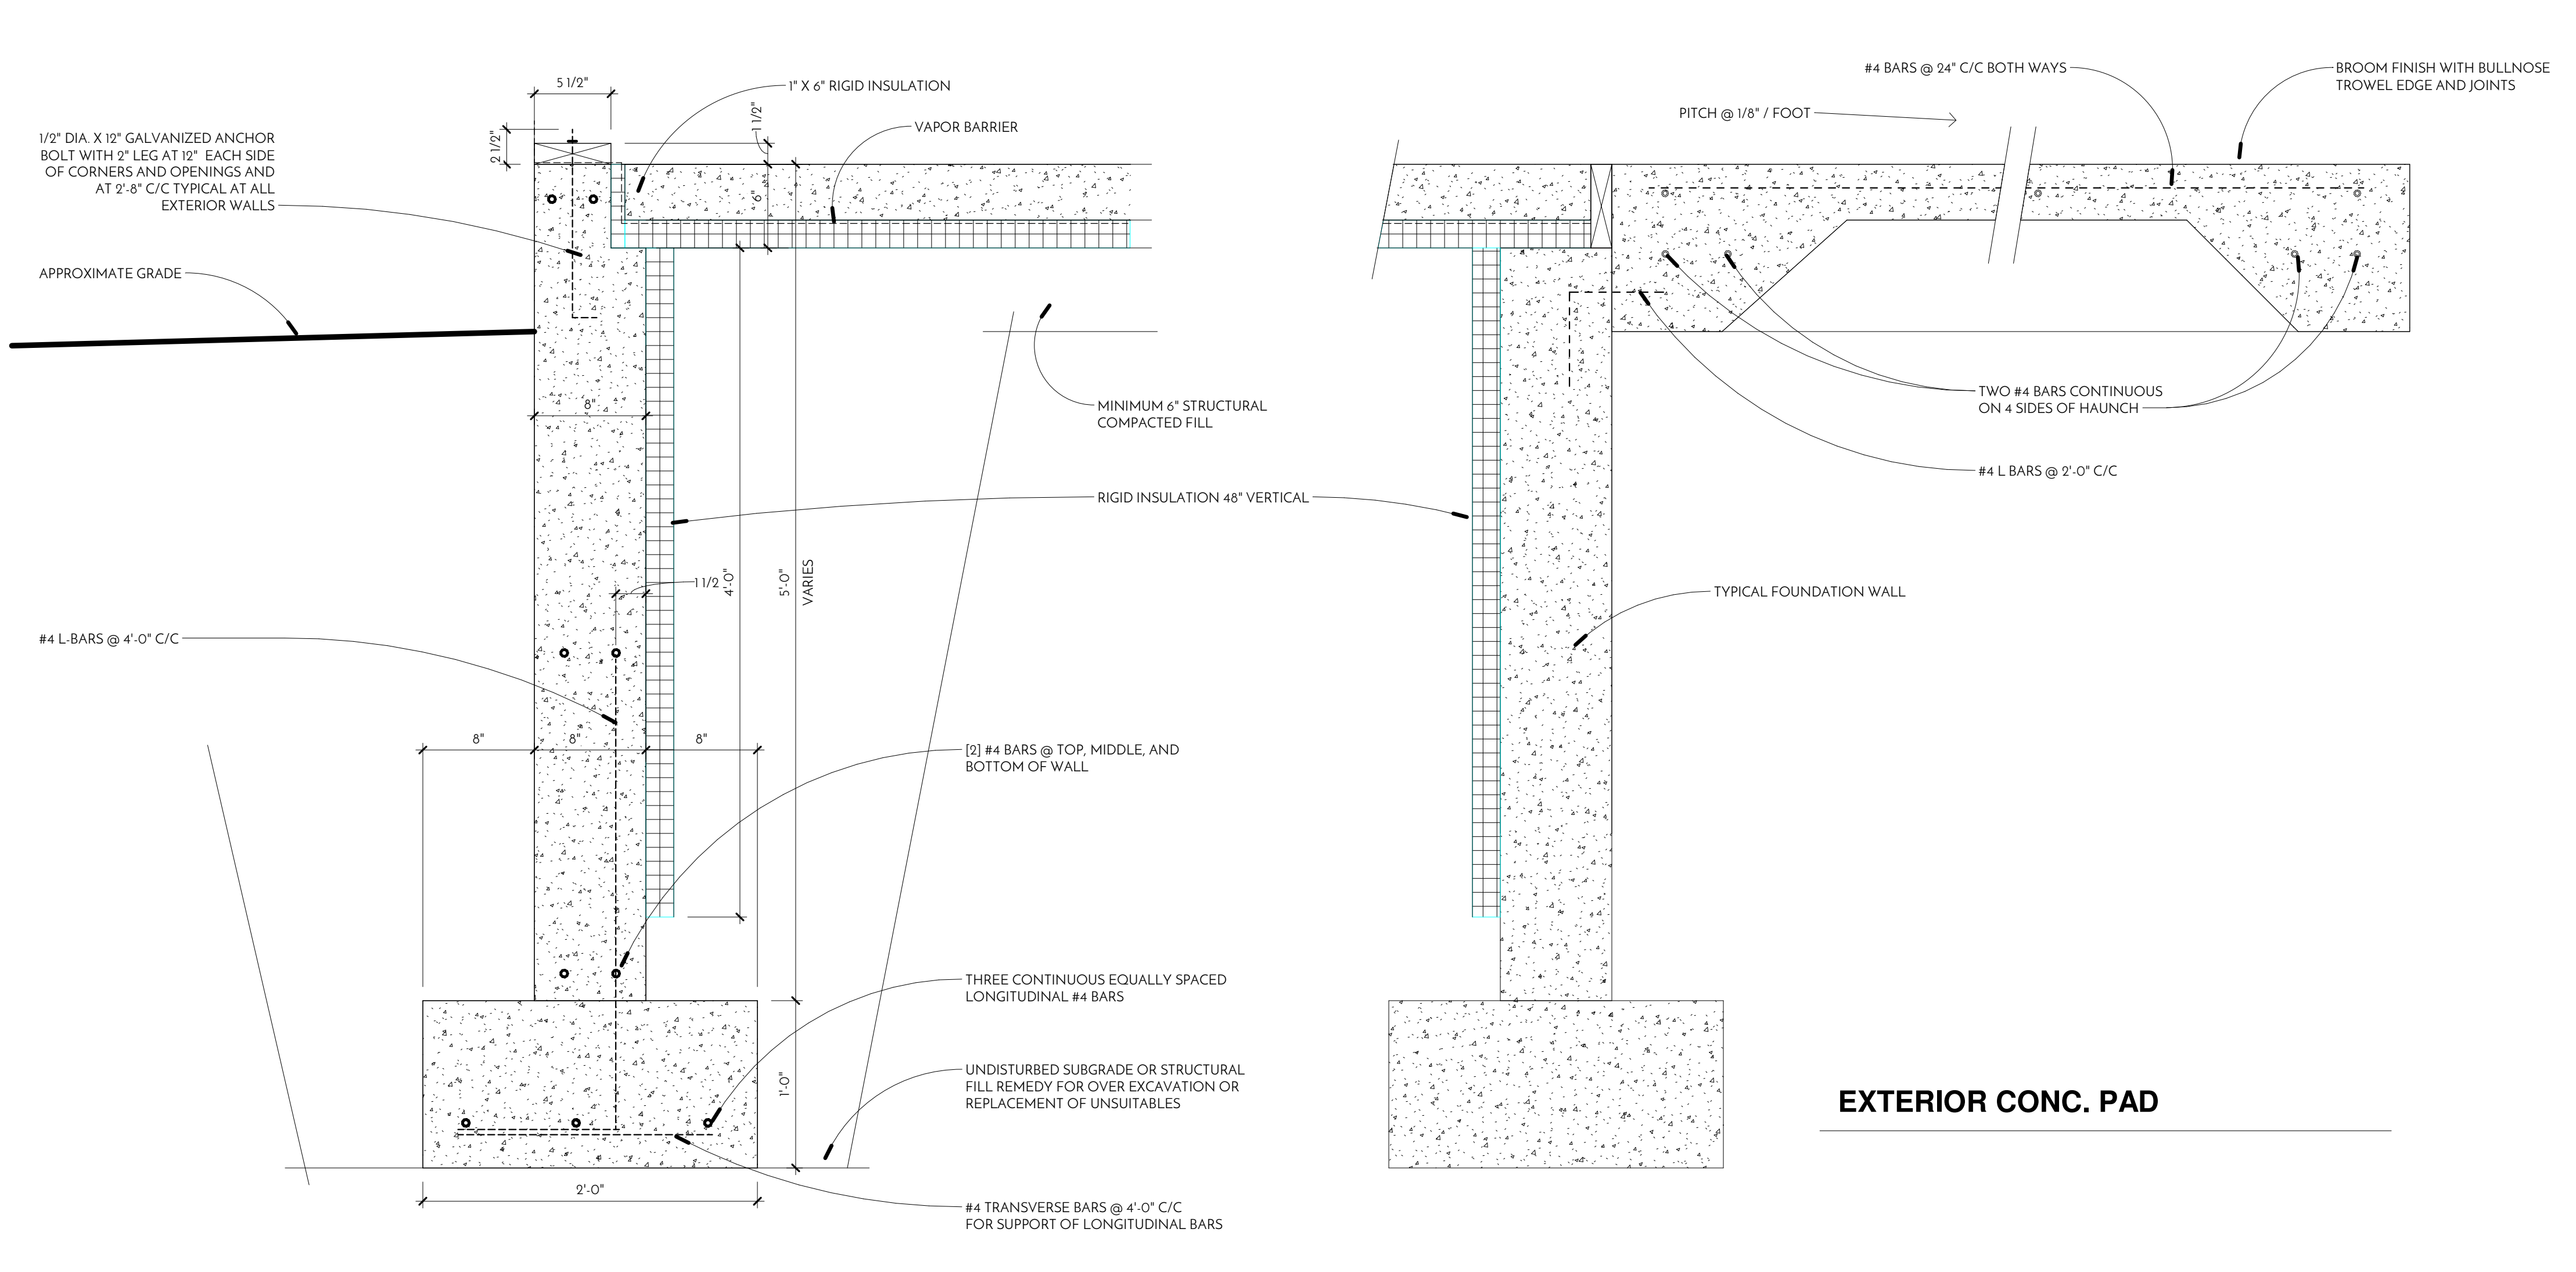 5 1/2"
2 1/2"
1/2" DIA. X 12" GALVANIZED ANCHOR
BOLT WITH 2" LEG AT 12" EACH SIDE
OF CORNERS AND OPENINGS AND
AT 2'-8" C/C TYPICAL AT ALL
EXTERIOR WALLS
APPROXIMATE GRADE
1" X 6" RIGID INSULATION
1 1/2"
VAPOR BARRIER
6"
8"
MINIMUM 6" STRUCTURAL
COMPACTED FILL
RIGID INSULATION 48" VERTICAL
1 1/2
4'-0"
5'-0"
VARIES
#4 L-BARS @ 4'-0" C/C
8"
8"
8"
[2] #4 BARS @ TOP, MIDDLE, AND
BOTTOM OF WALL
THREE CONTINUOUS EQUALLY SPACED
LONGITUDINAL #4 BARS
1'-0"
UNDISTURBED SUBGRADE OR STRUCTURAL
FILL REMEDY FOR OVER EXCAVATION OR
REPLACEMENT OF UNSUITABLES
2'-0"
#4 TRANSVERSE BARS @ 4'-0" C/C
FOR SUPPORT OF LONGITUDINAL BARS
#4 BARS @ 24" C/C BOTH WAYS
BROOM FINISH WITH BULLNOSE
TROWEL EDGE AND JOINTS
PITCH @ 1/8" / FOOT
TWO #4 BARS CONTINUOUS
ON 4 SIDES OF HAUNCH
#4 L BARS @ 2'-0" C/C
TYPICAL FOUNDATION WALL
EXTERIOR CONC. PAD